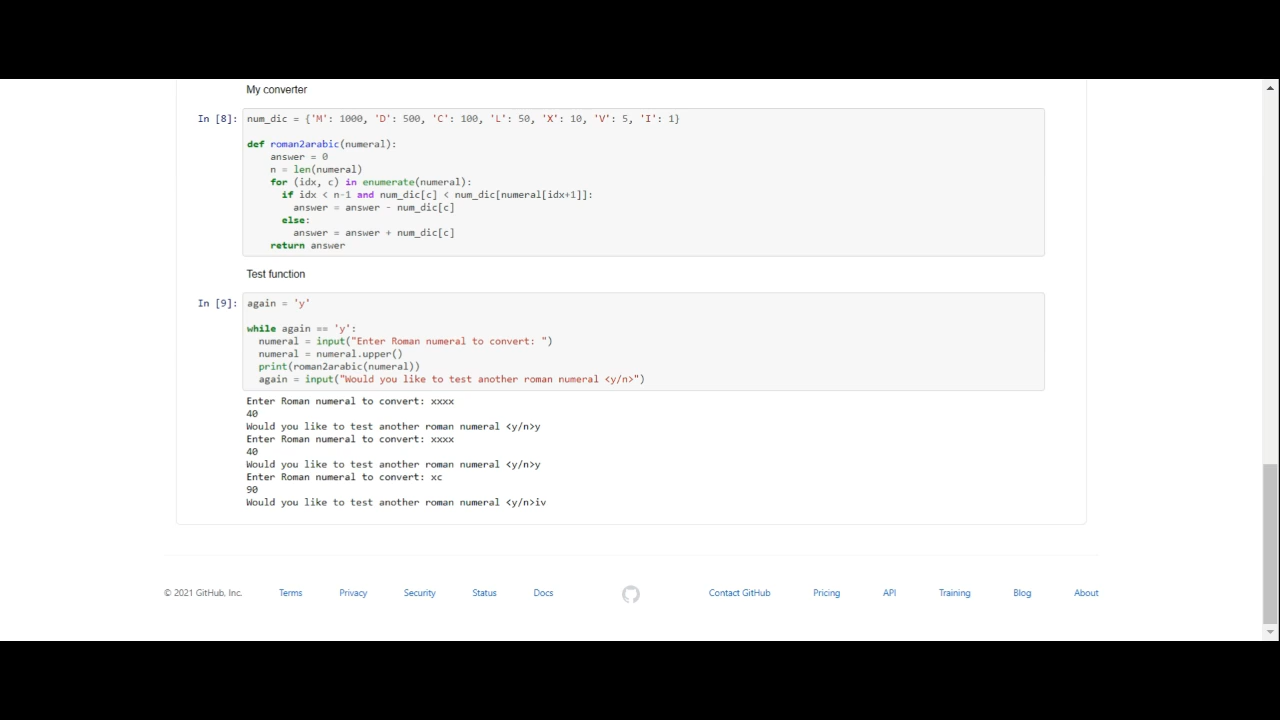 My converter
In [8]: num_dic = {'M': 1000, 'D': 500, 'C': 100, 'L': 50, 'X': 10, 'V': 5, 'I': 1}
def roman2arabic(numeral):
    answer = 0
    n = len(numeral)
    for (idx, c) in enumerate(numeral):
      if idx < n-1 and num_dic[c] < num_dic[numeral[idx+1]]:
        answer = answer - num_dic[c]
      else:
        answer = answer + num_dic[c]
    return answer
Test function
In [9]: again = 'y'
while again == 'y':
  numeral = input("Enter Roman numeral to convert: ")
  numeral = numeral.upper()
  print(roman2arabic(numeral))
  again = input("Would you like to test another roman numeral <y/n>")
Enter Roman numeral to convert: xxxx
40
Would you like to test another roman numeral <y/n>y
Enter Roman numeral to convert: xxxx
40
Would you like to test another roman numeral <y/n>y
Enter Roman numeral to convert: xc
90
Would you like to test another roman numeral <y/n>iv
© 2021 GitHub, Inc. Terms Privacy Security Status Docs Contact GitHub Pricing API Training Blog About